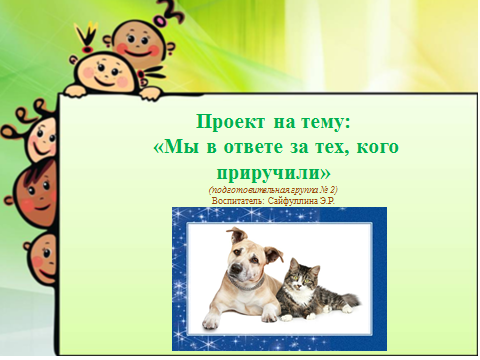 Проект на тему:
«Мы в ответе за тех, кого
приручили»
(подготовительная группа № 2)
Воспитатель: Сайфуллина Э.Р.